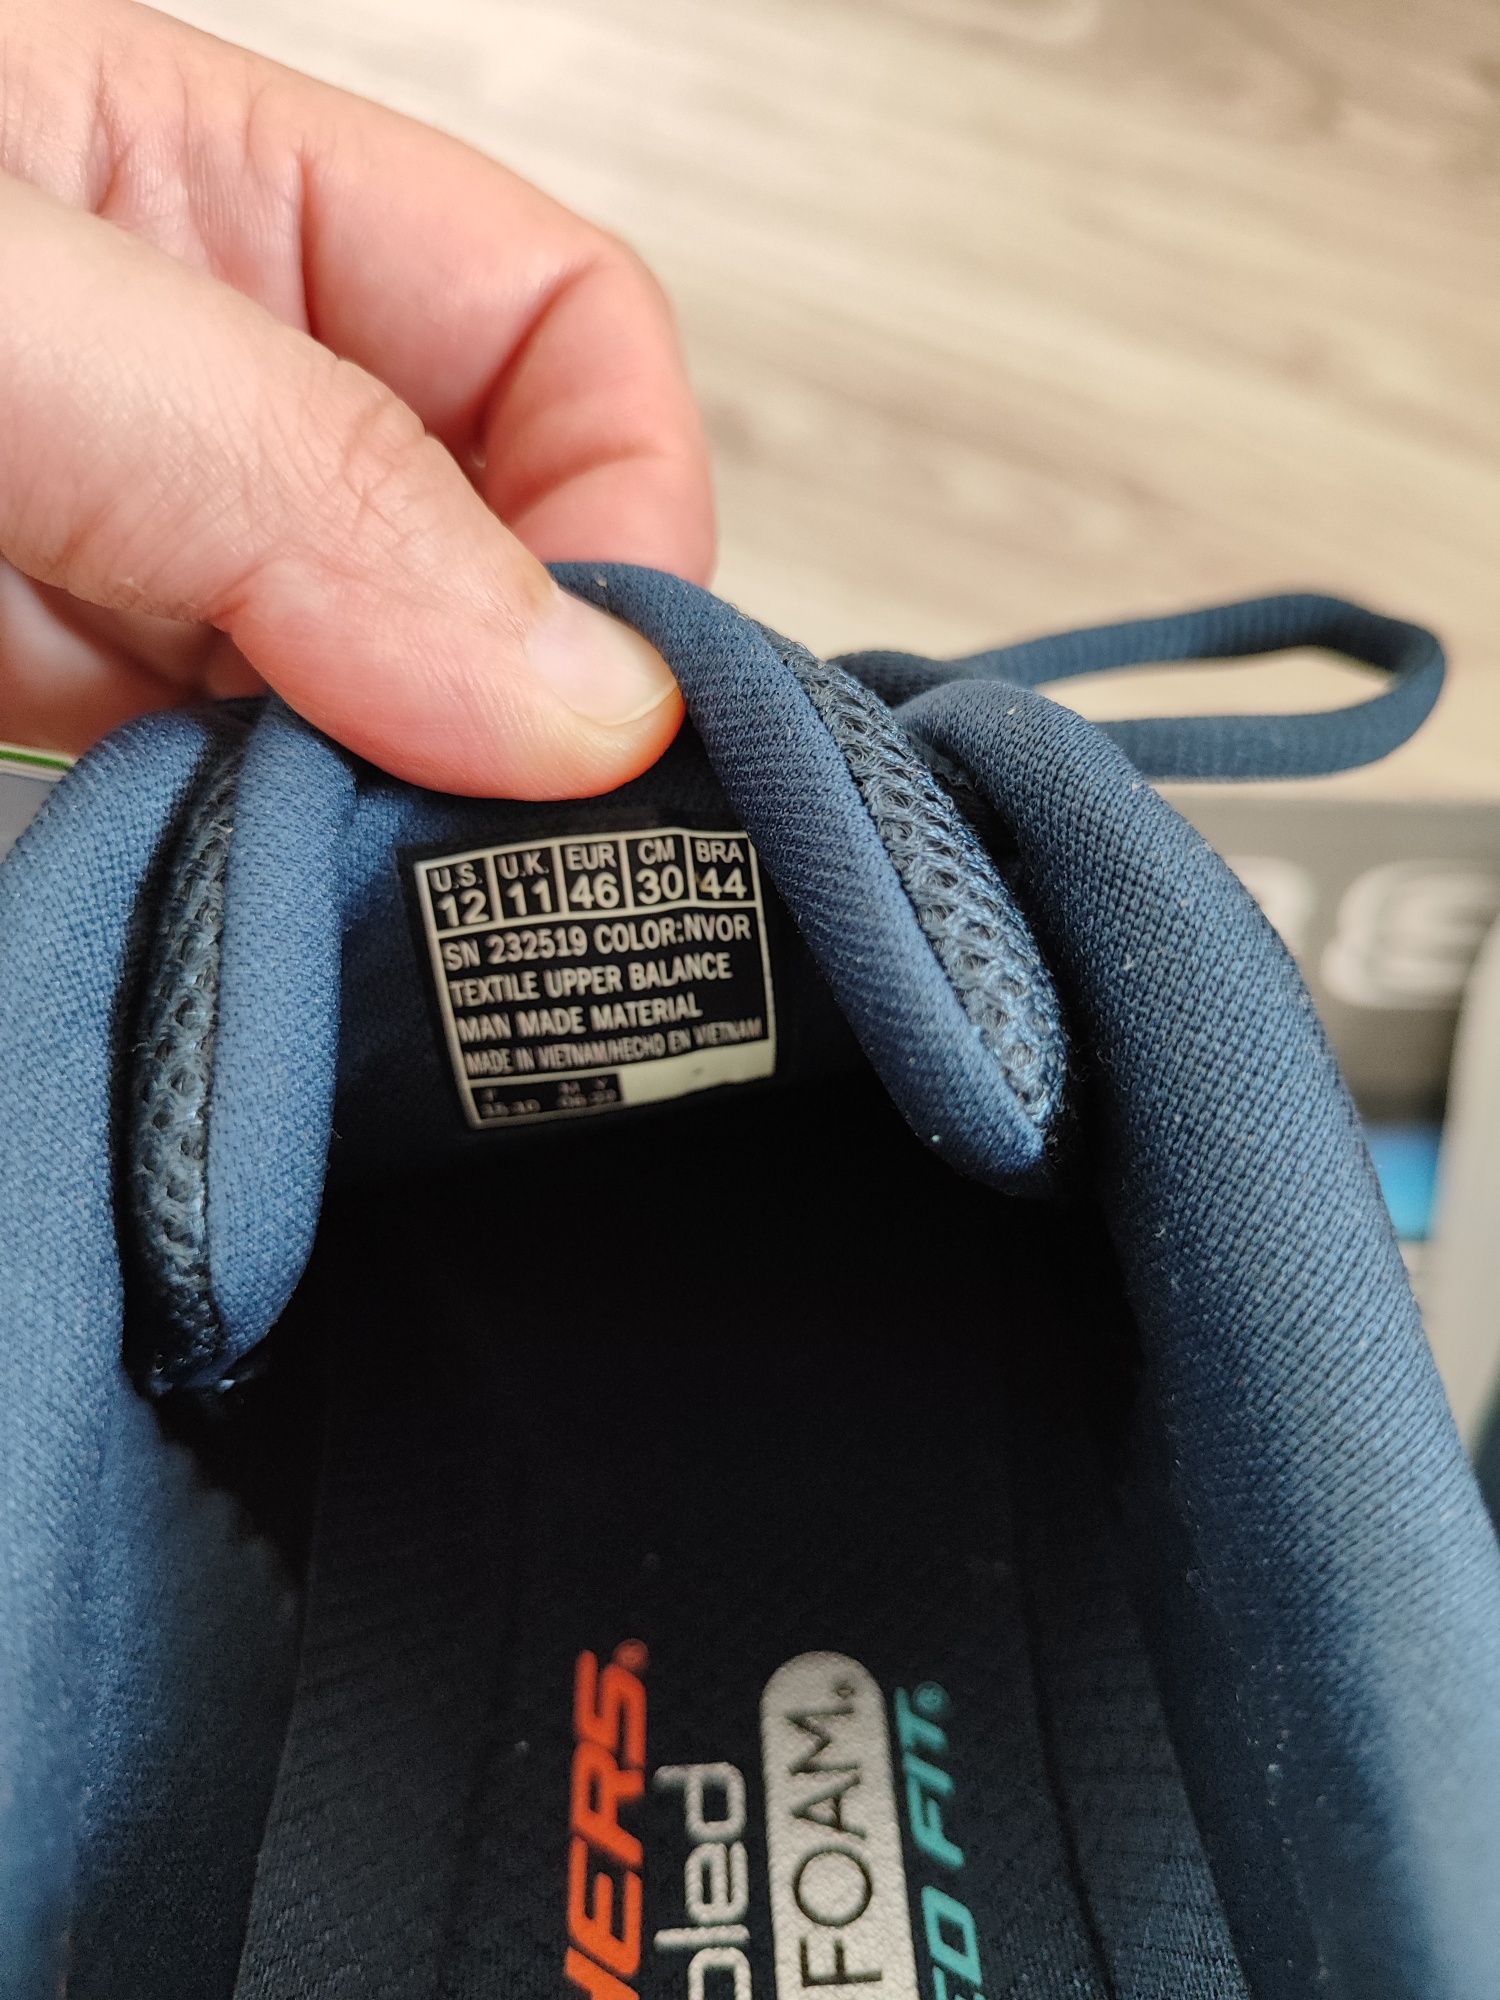 U.S. U.K. EUR CM BRA
12 11 46 30 44
SN 232519 COLOR:NVOR
TEXTILE UPPER BALANCE
MAN MADE MATERIAL
MADE IN VIETNAM/HECHO EN VIETNAM
FOAM®
FIT®